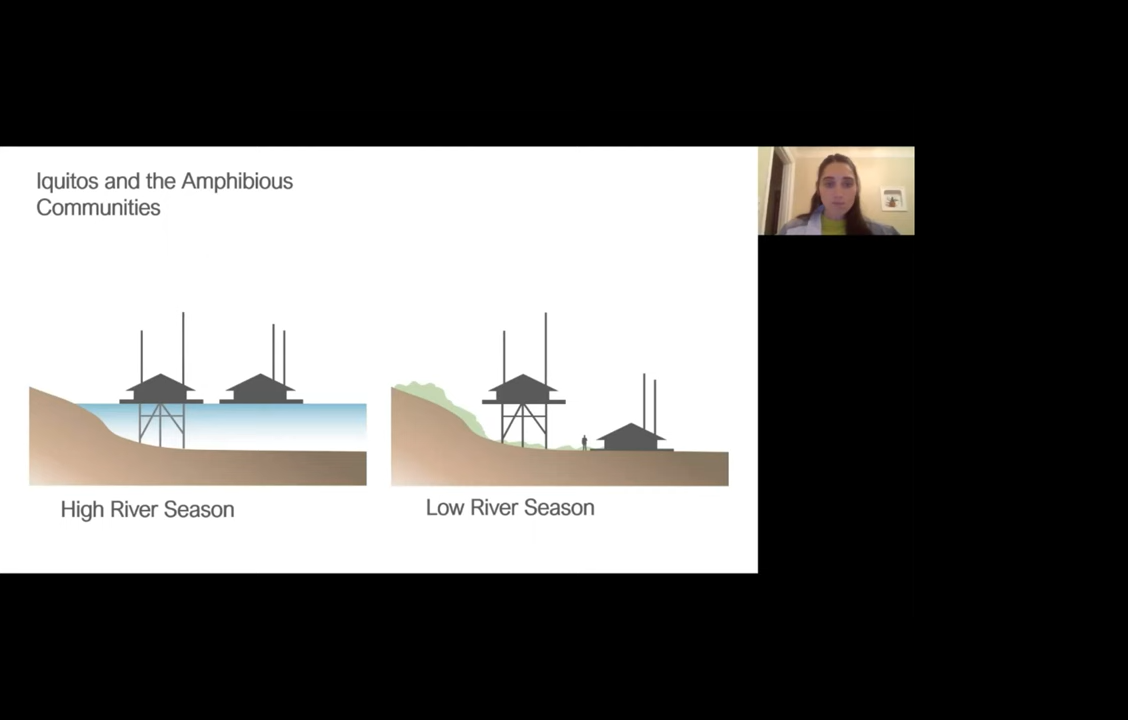 Iquitos and the Amphibious
Communities
High River Season
Low River Season